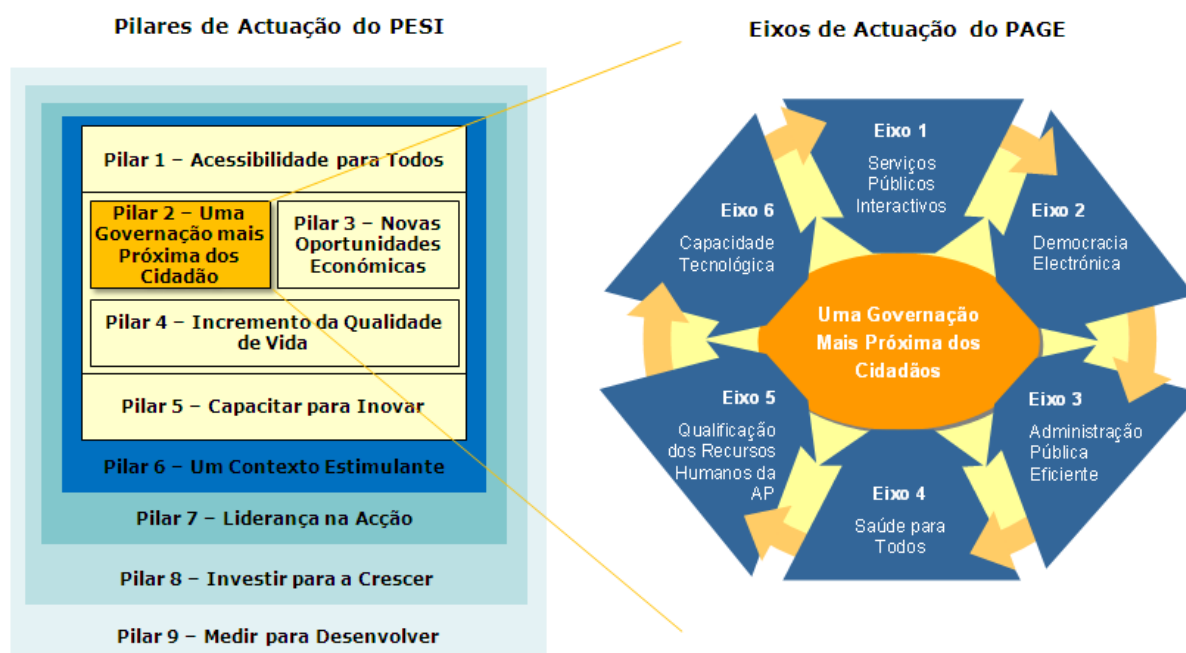 Pilares de Actuação do PESI
Pilar 1 – Acessibilidade para Todos
Pilar 2 – Uma
Governação mais
Próxima dos
Cidadão
Pilar 3 – Novas
Oportunidades
Económicas
Pilar 4 – Incremento da Qualidade
de Vida
Pilar 5 – Capacitar para Inovar
Pilar 6 – Um Contexto Estimulante
Pilar 7 – Liderança na Acção
Pilar 8 – Investir para a Crescer
Pilar 9 – Medir para Desenvolver
Eixos de Actuação do PAGE
Eixo 1
Serviços
Públicos
Interactivos
Eixo 2
Democracia
Electrónica
Eixo 3
Administração
Pública
Eficiente
Eixo 4
Saúde para
Todos
Eixo 5
Qualificação
dos Recursos
Humanos da
AP
Eixo 6
Capacidade
Tecnológica
Uma Governação
Mais Próxima dos
Cidadãos